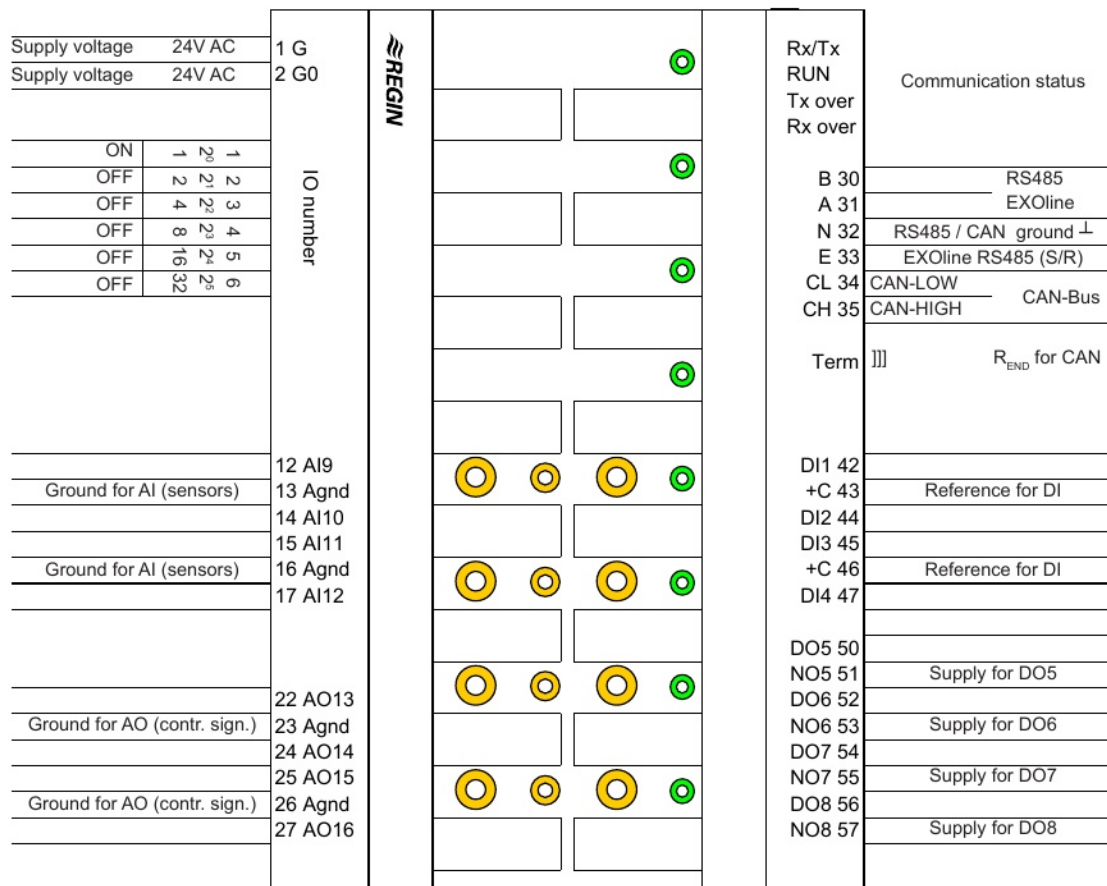 Supply voltage 24V AC 1 G
Supply voltage 24V AC 2 G0
ON 1 2⁰ 1
OFF 2 2¹ 2
OFF 4 2² 3
OFF 8 2³ 4
OFF 16 2⁴ 5
OFF 32 2⁵ 6
IO number
REGIN
12 AI9
Ground for AI (sensors) 13 Agnd
14 AI10
15 AI11
Ground for AI (sensors) 16 Agnd
17 AI12
22 AO13
Ground for AO (contr. sign.) 23 Agnd
24 AO14
25 AO15
Ground for AO (contr. sign.) 26 Agnd
27 AO16
Rx/Tx
RUN
Tx over
Rx over
Communication status
B 30 RS485
A 31 EXOline
N 32 RS485 / CAN ground ⊥
E 33 EXOline RS485 (S/R)
CL 34 CAN-LOW
CH 35 CAN-HIGH
CAN-Bus
Term ]]] R_END for CAN
DI1 42
+C 43 Reference for DI
DI2 44
DI3 45
+C 46 Reference for DI
DI4 47
DO5 50
NO5 51 Supply for DO5
DO6 52
NO6 53 Supply for DO6
DO7 54
NO7 55 Supply for DO7
DO8 56
NO8 57 Supply for DO8